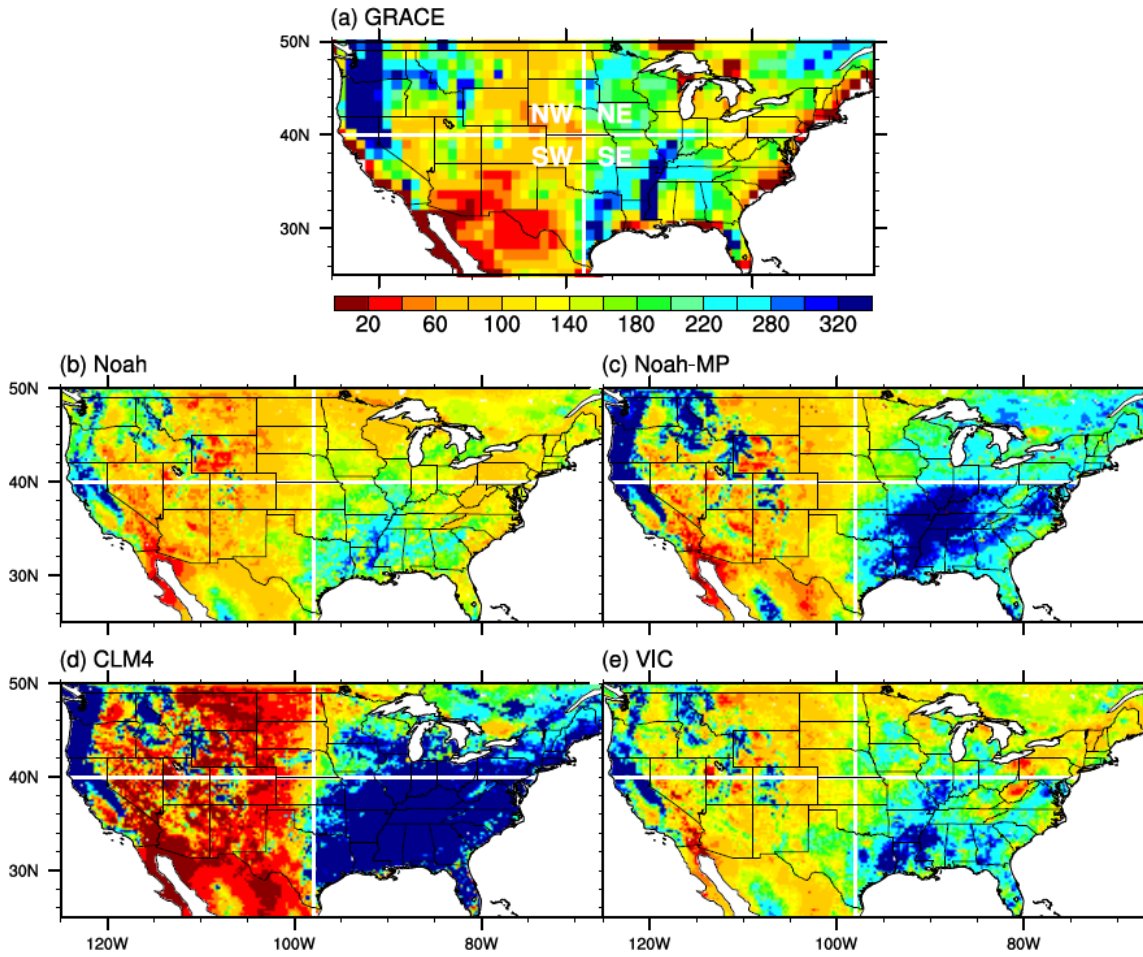 (a) GRACE
50N
40N
30N
NW NE
SW SE
20 60 100 140 180 220 280 320
(b) Noah
(c) Noah-MP
50N
40N
30N
(d) CLM4
(e) VIC
50N
40N
30N
120W 100W 80W 120W 100W 80W